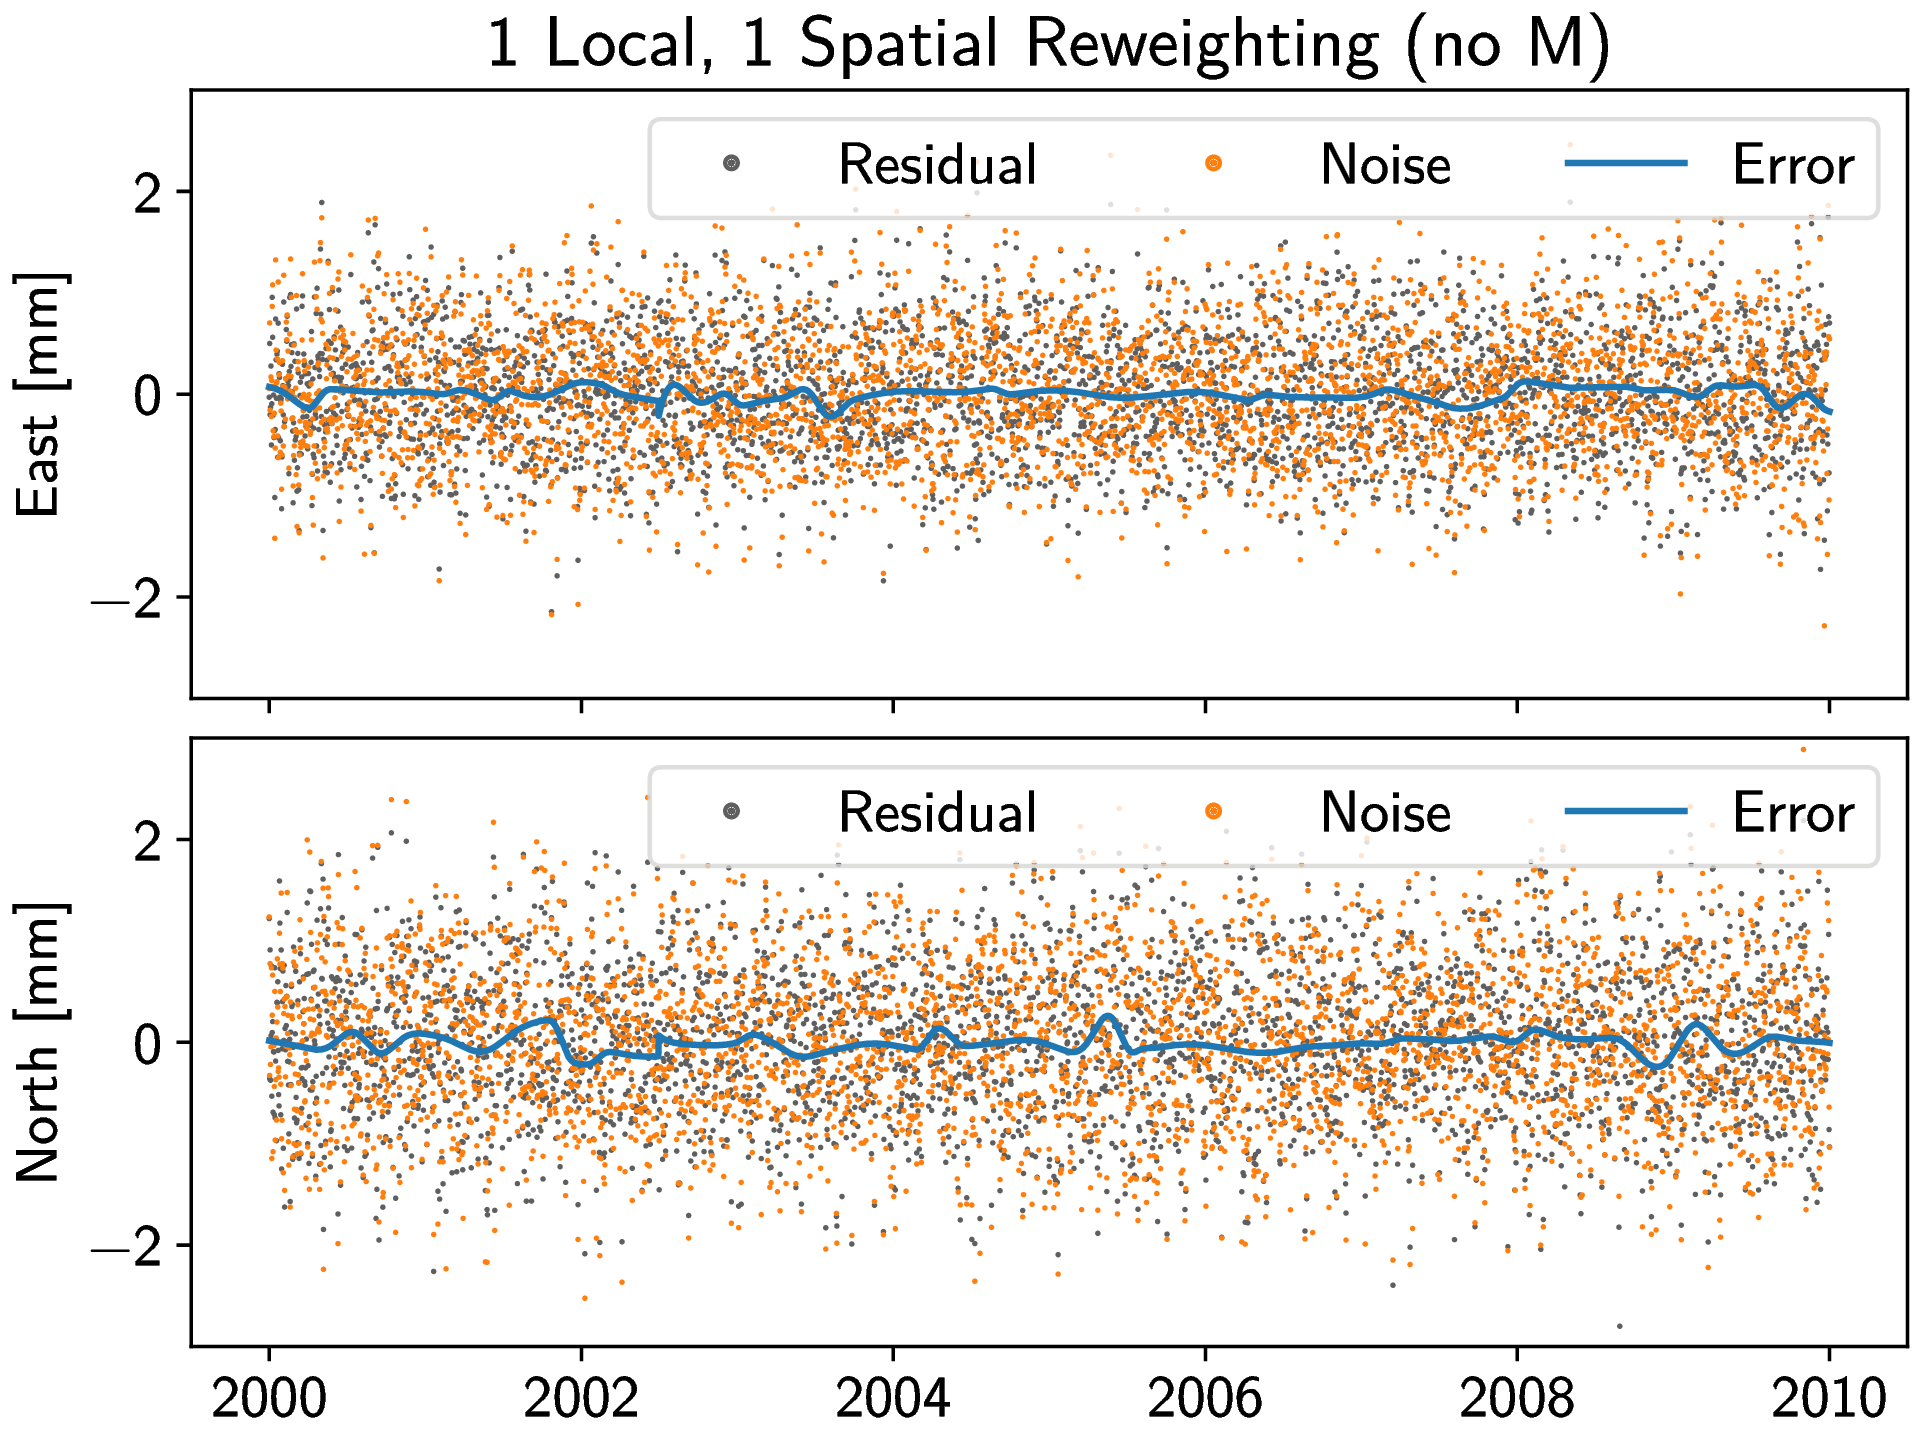 1 Local, 1 Spatial Reweighting (no M)
Residual Noise Error
2
0
−2
East [mm]
Residual Noise Error
2
0
−2
North [mm]
2000 2002 2004 2006 2008 2010